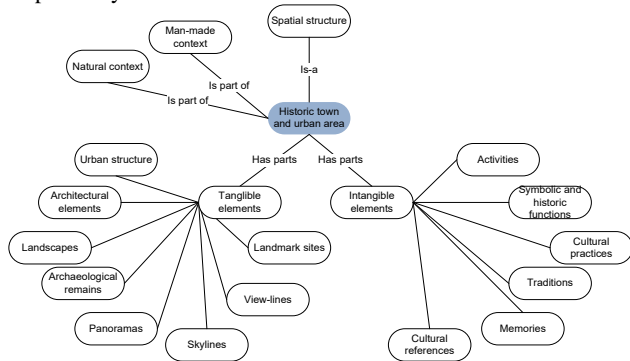 Spatial structure
Man-made
context
Natural context
Is-a
Is part of
Is part of
Historic town
and urban area
Has parts
Has parts
Urban structure
Activities
Architectural
elements
Tanglible
elements
Intangible
elements
Symbolic and
historic
functions
Landscapes
Landmark sites
Cultural
practices
Archaeological
remains
Traditions
View-lines
Panoramas
Skylines
Memories
Cultural
references